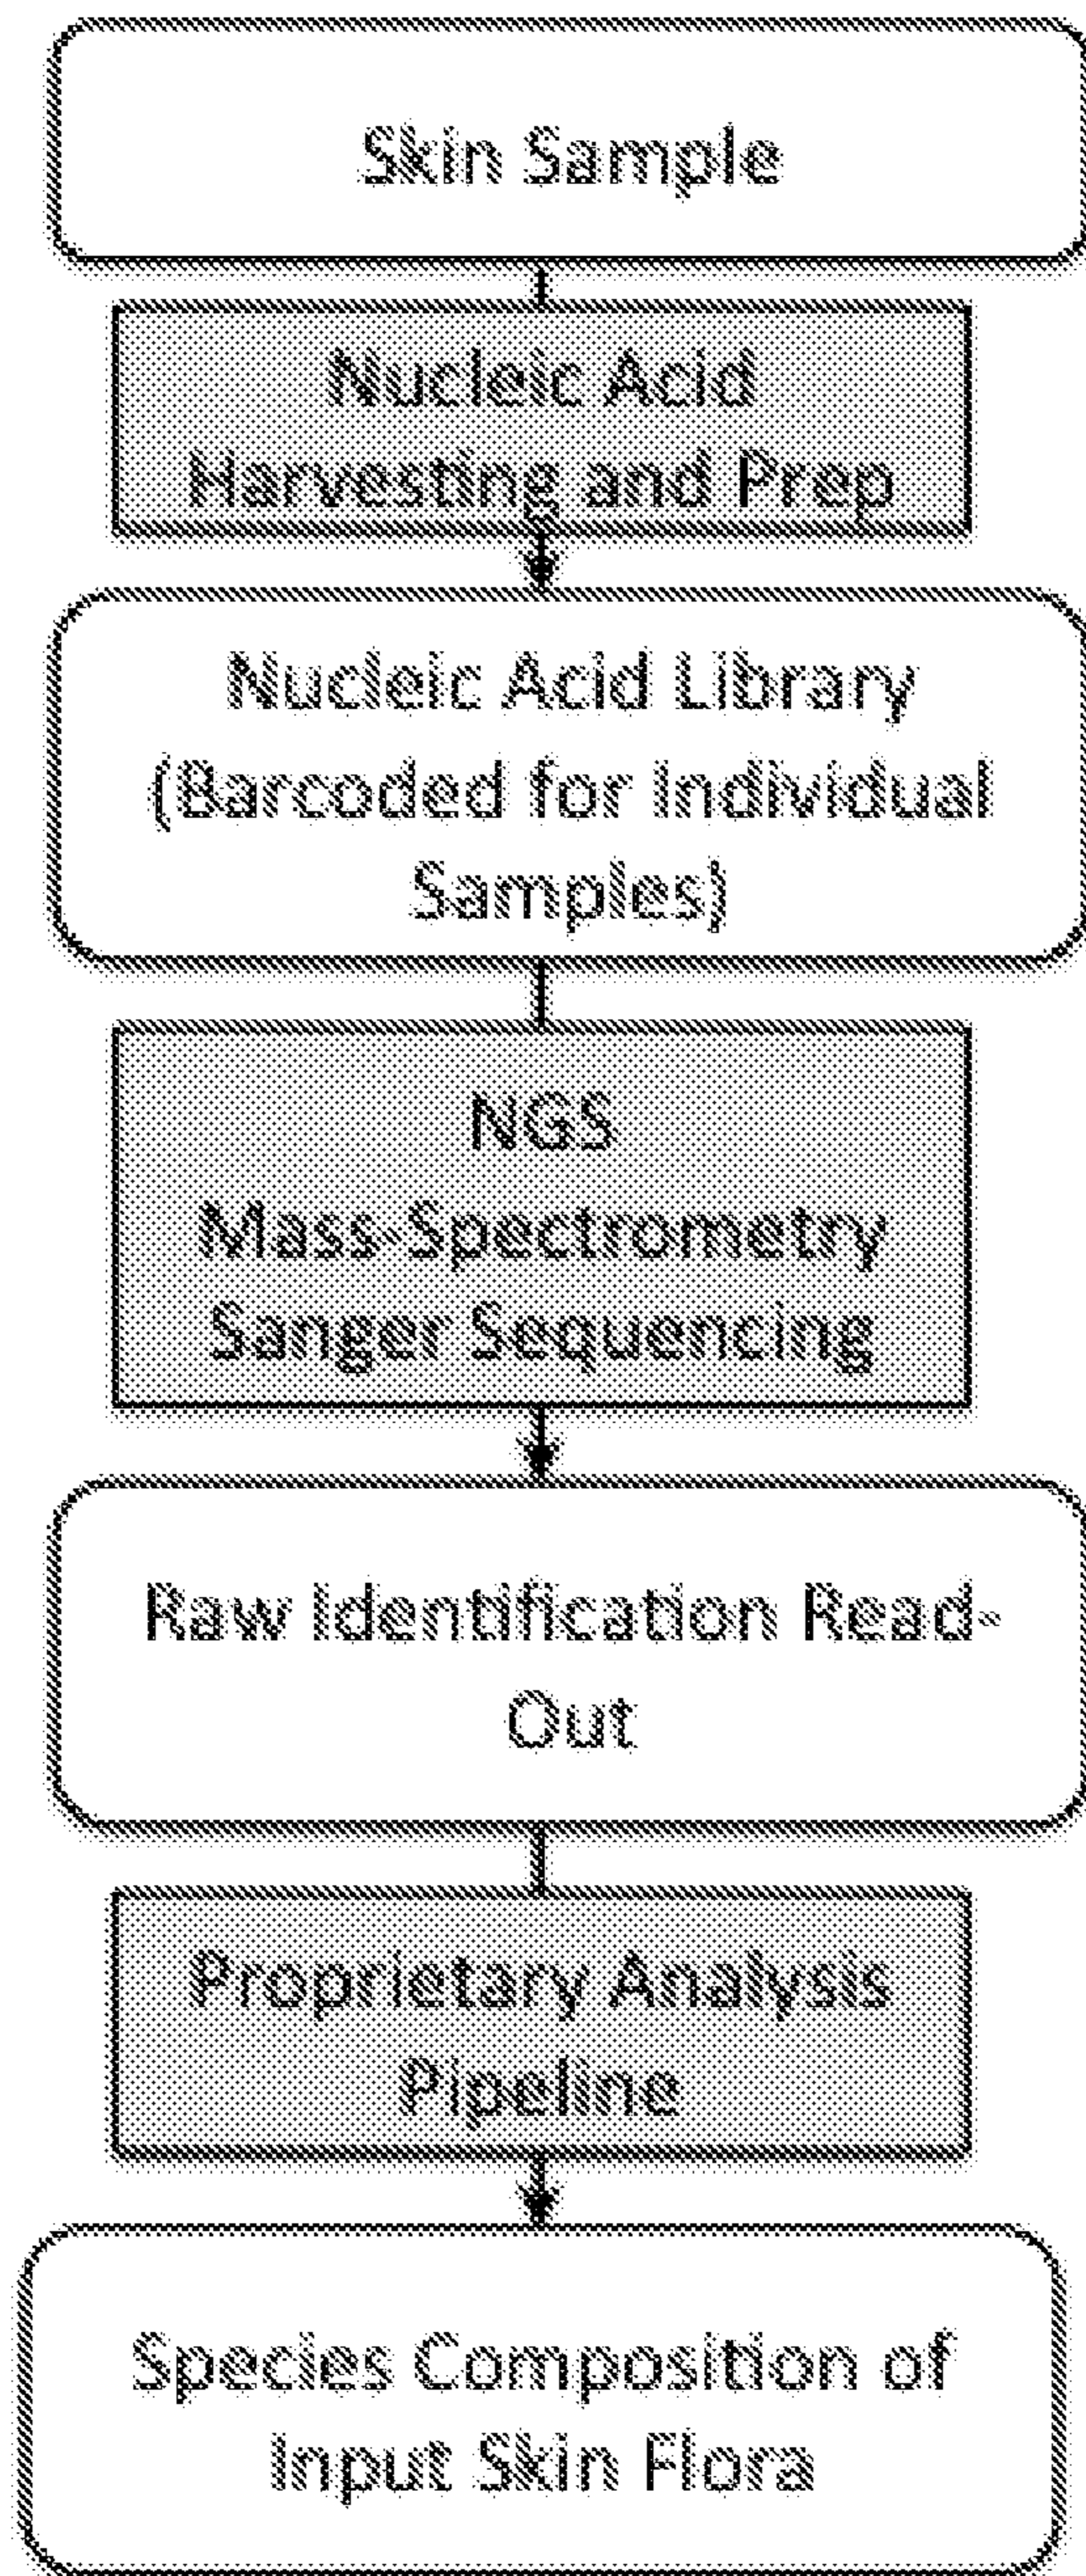 Skin Sample
Nucleic Acid
Harvesting and Prep
Nucleic Acid Library
(Barcoded for Individual
Samples)
NGS
Mass-Spectrometry
Sanger Sequencing
Raw Identification Read-
Out
Proprietary Analysis
Pipeline
Species Composition of
Input Skin Flora